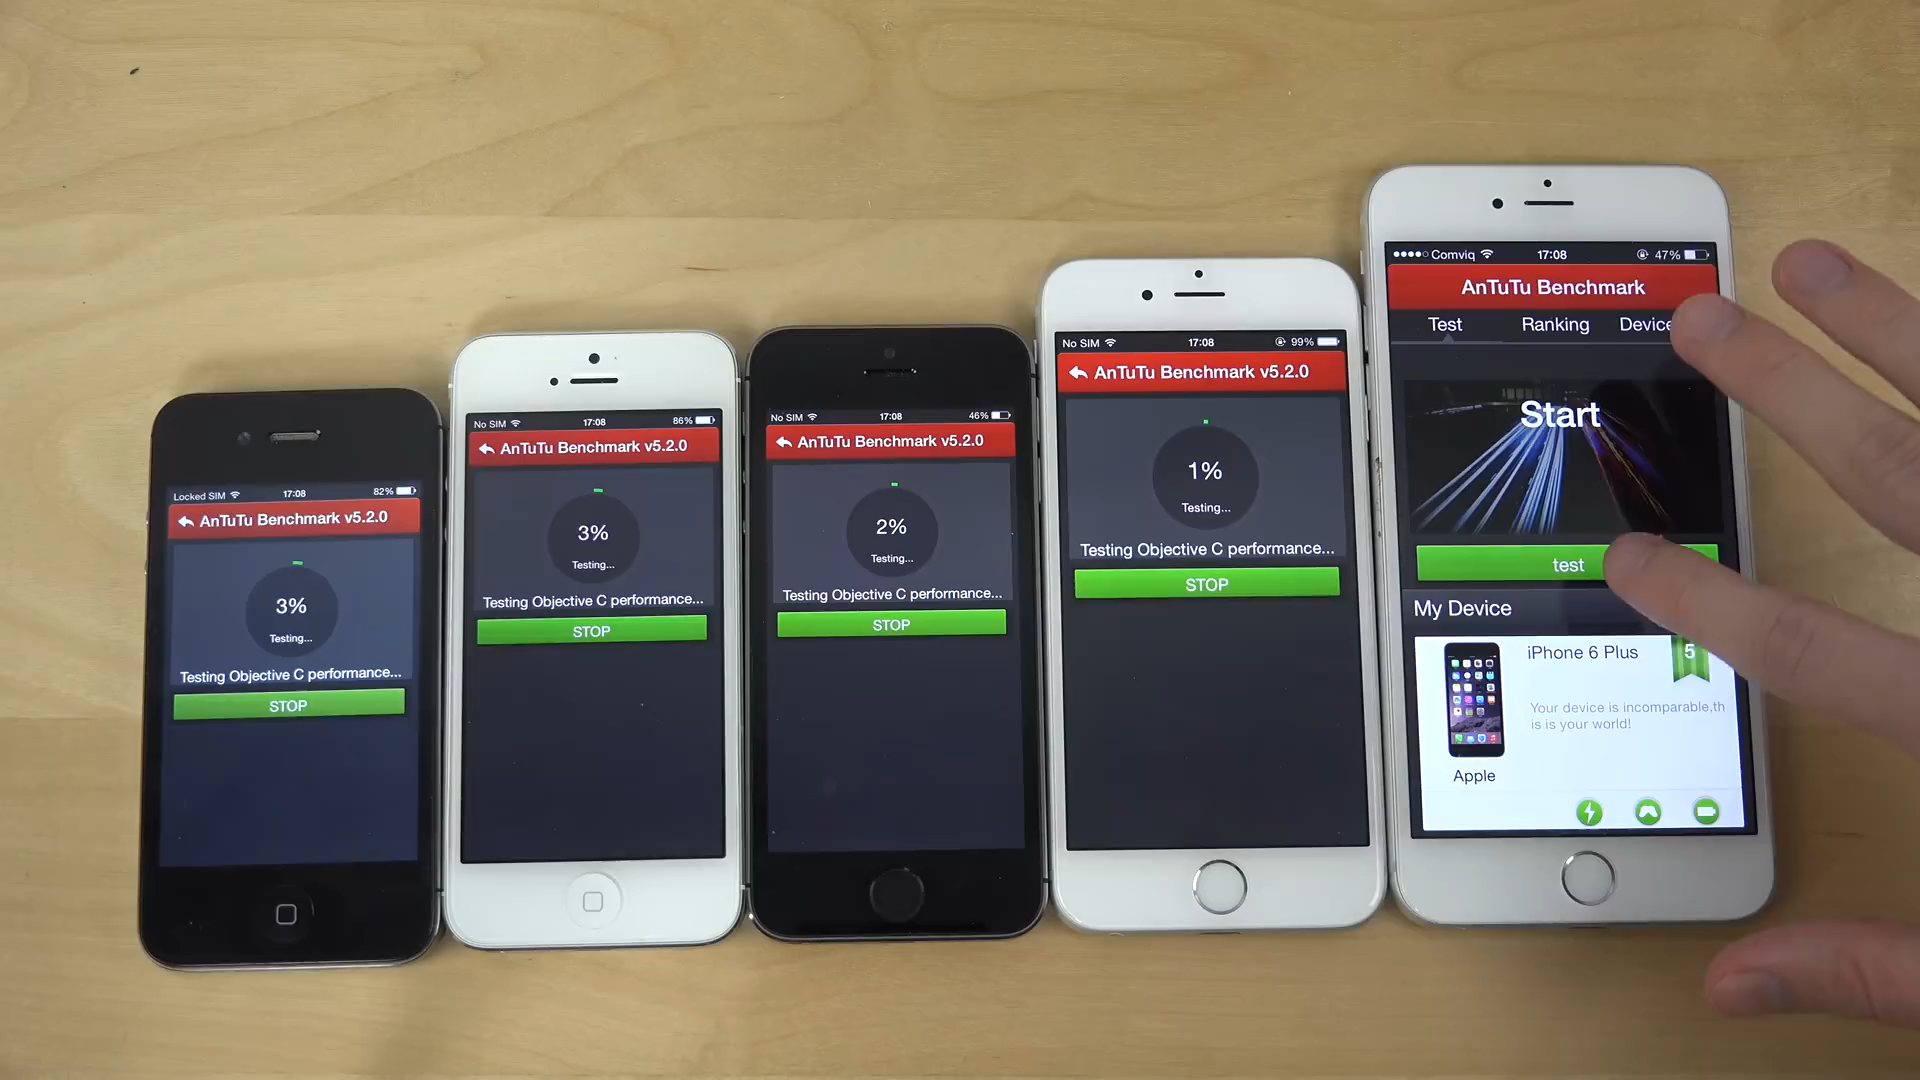 Locked SIM 17:08 82%
AnTuTu Benchmark v5.2.0
3%
Testing...
Testing Objective C performance...
STOP
No SIM 17:08 86%
AnTuTu Benchmark v5.2.0
3%
Testing...
Testing Objective C performance...
STOP
No SIM 17:08 46%
AnTuTu Benchmark v5.2.0
2%
Testing...
Testing Objective C performance...
STOP
No SIM 17:08 99%
AnTuTu Benchmark v5.2.0
1%
Testing...
Testing Objective C performance...
STOP
Comviq 17:08 47%
AnTuTu Benchmark
Test Ranking Device
Start
test
My Device
iPhone 6 Plus 5
Your device is incomparable,th
is is your world!
Apple